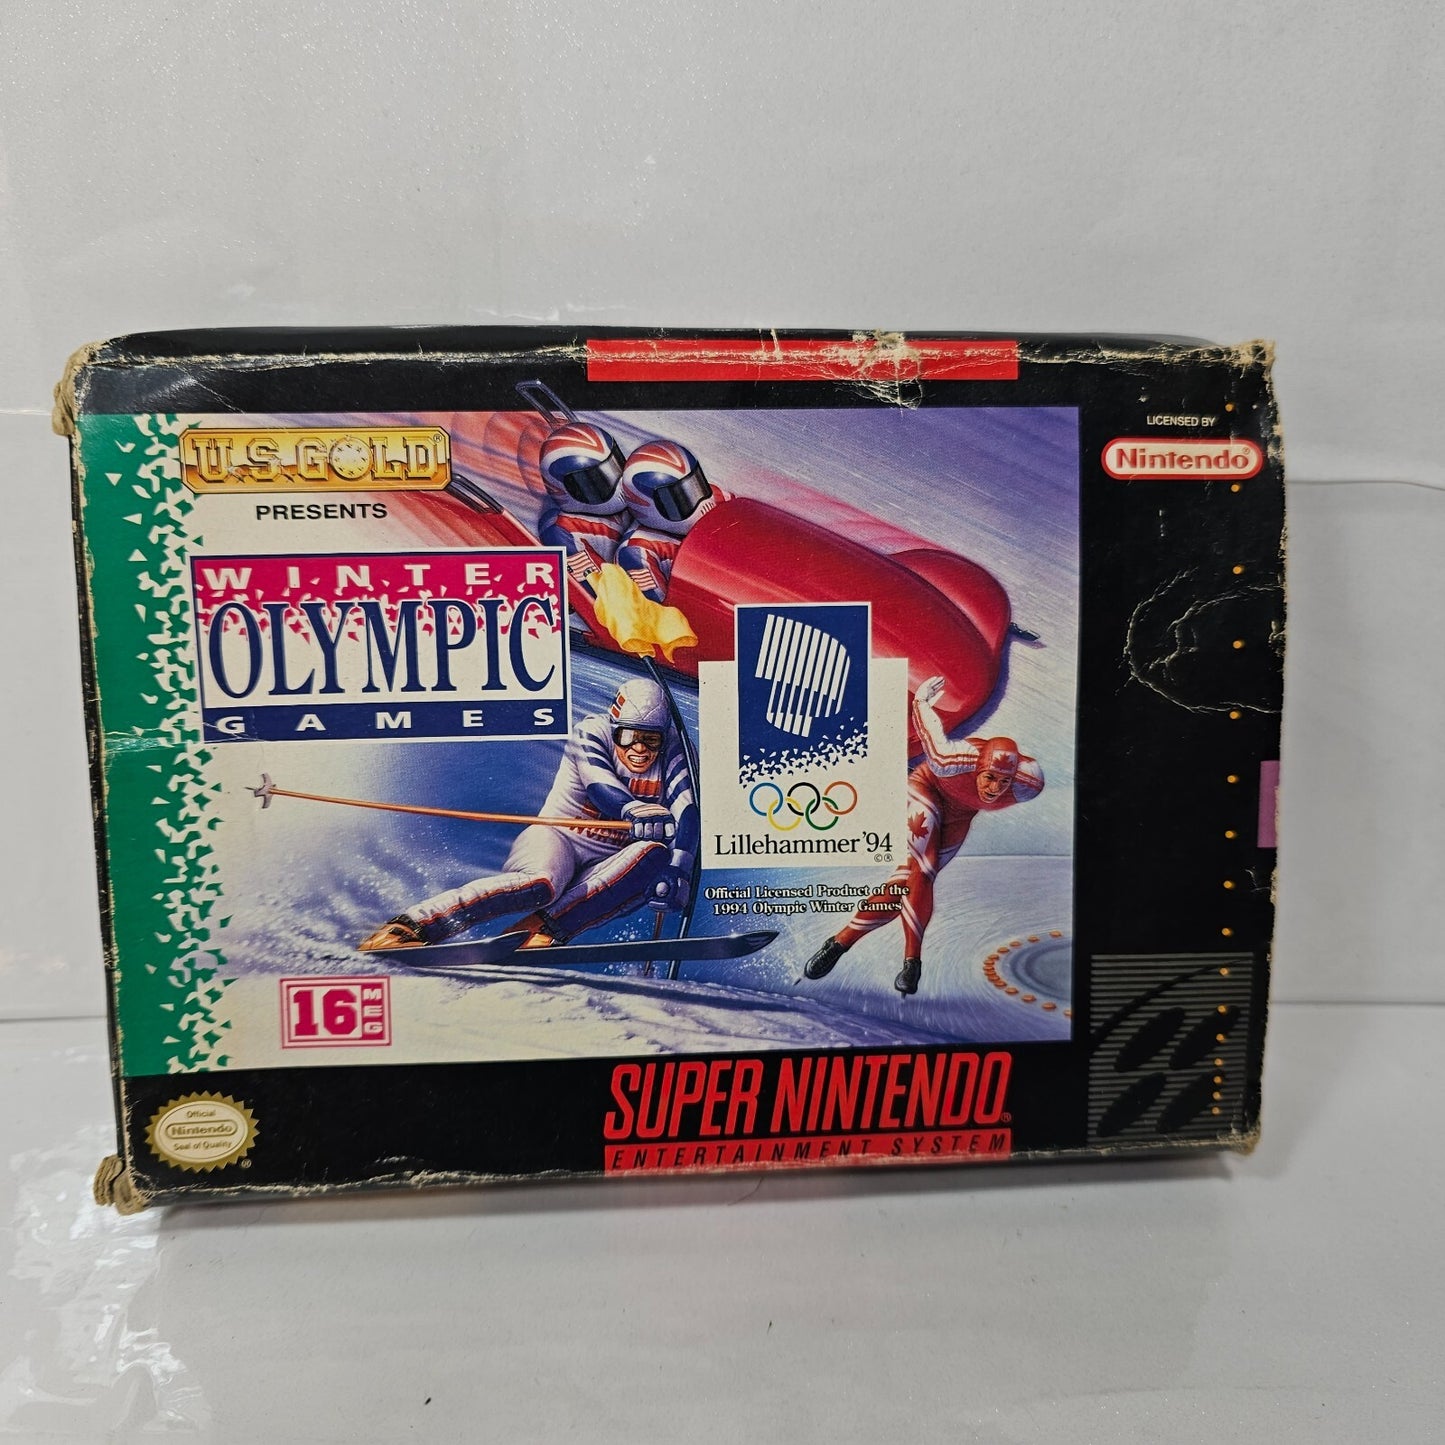 LICENSED BY
Nintendo®
U.S. GOLD®
PRESENTS
WINTER
OLYMPIC
GAMES
Lillehammer '94
©®
Official Licensed Product of the
1994 Olympic Winter Games
16 MEG
Official
Nintendo
Seal of Quality
®
SUPER NINTENDO®
ENTERTAINMENT SYSTEM